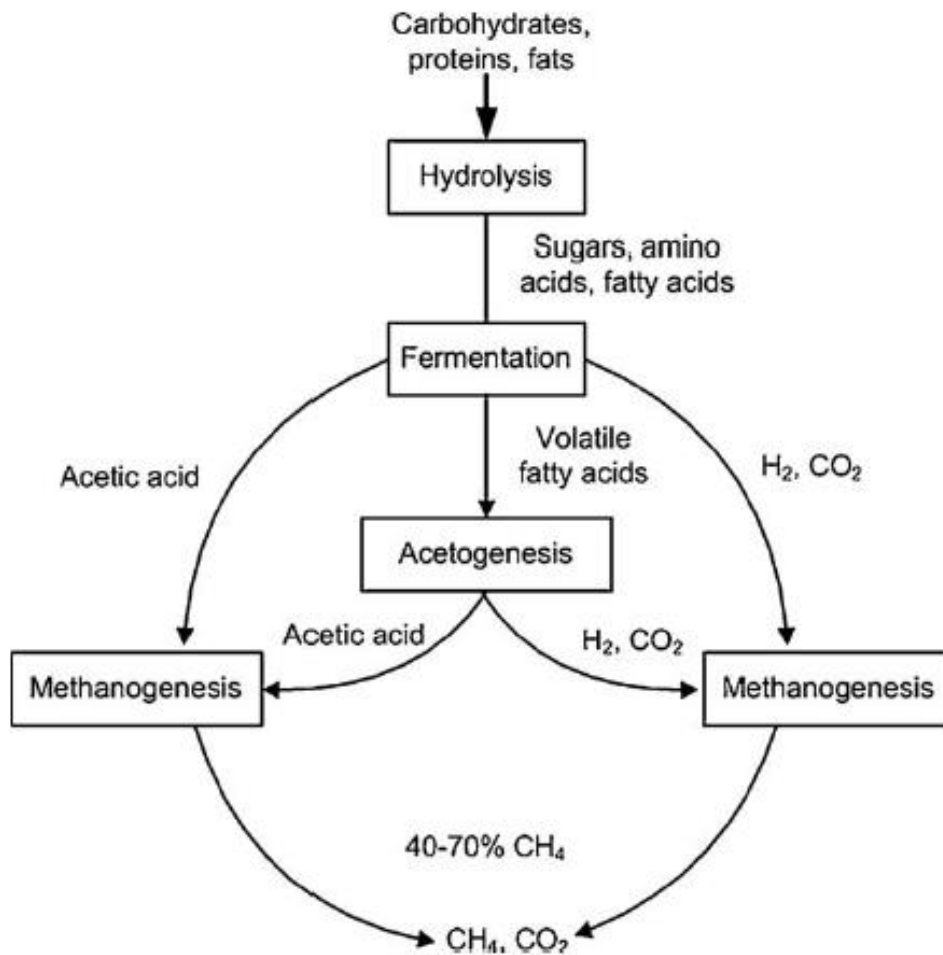 Carbohydrates,
proteins, fats
Hydrolysis
Sugars, amino
acids, fatty acids
Fermentation
Volatile
fatty acids
Acetic acid
H₂, CO₂
Acetogenesis
Acetic acid
H₂, CO₂
Methanogenesis
Methanogenesis
40-70% CH₄
CH₄, CO₂